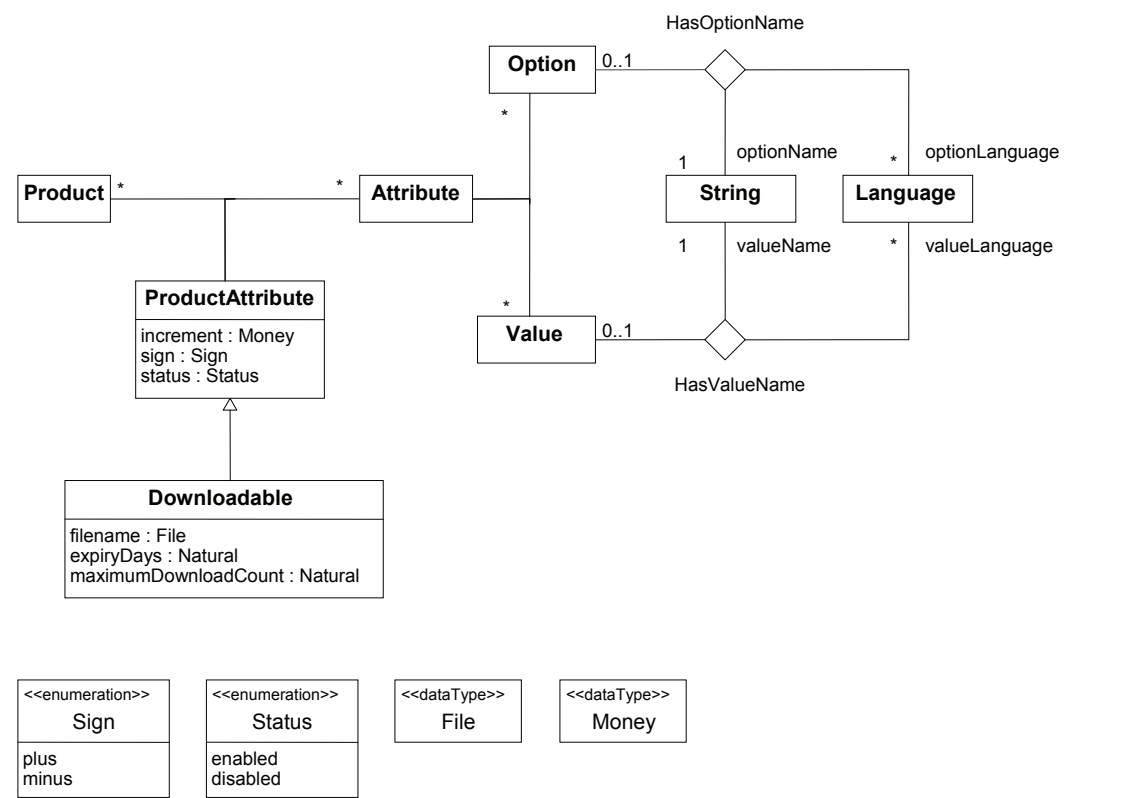 HasOptionName
Option
0..1
*
optionName
optionLanguage
1
*
Product
*
*
Attribute
String
Language
1
valueName
*
valueLanguage
ProductAttribute
increment : Money
sign : Sign
status : Status
*
Value
0..1
HasValueName
Downloadable
filename : File
expiryDays : Natural
maximumDownloadCount : Natural
<<enumeration>>
Sign
plus
minus
<<enumeration>>
Status
enabled
disabled
<<dataType>>
File
<<dataType>>
Money